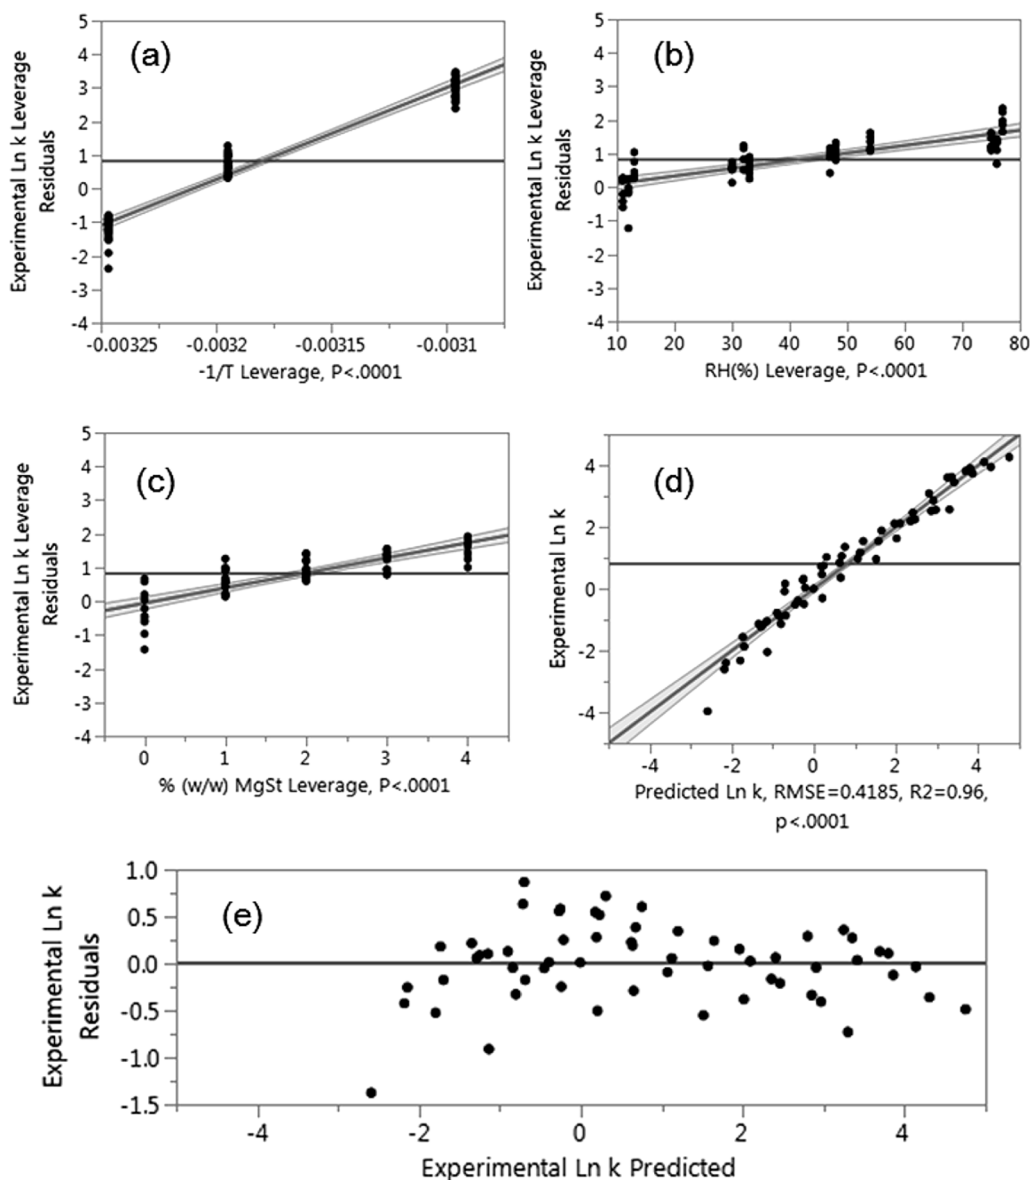 (a)
Experimental Ln k Leverage
Residuals
5
4
3
2
1
0
-1
-2
-3
-4
-0.00325 -0.0032 -0.00315 -0.0031
-1/T Leverage, P<.0001
(b)
Experimental Ln k Leverage
Residuals
5
4
3
2
1
0
-1
-2
-3
-4
10 20 30 40 50 60 70 80
RH(%) Leverage, P<.0001
(c)
Experimental Ln k Leverage
Residuals
5
4
3
2
1
0
-1
-2
-3
-4
0 1 2 3 4
% (w/w) MgSt Leverage, P<.0001
(d)
Experimental Ln k
4
2
0
-2
-4
-4 -2 0 2 4
Predicted Ln k, RMSE=0.4185, R2=0.96,
p<.0001
(e)
Experimental Ln k
Residuals
1.0
0.5
0.0
-0.5
-1.0
-1.5
-4 -2 0 2 4
Experimental Ln k Predicted